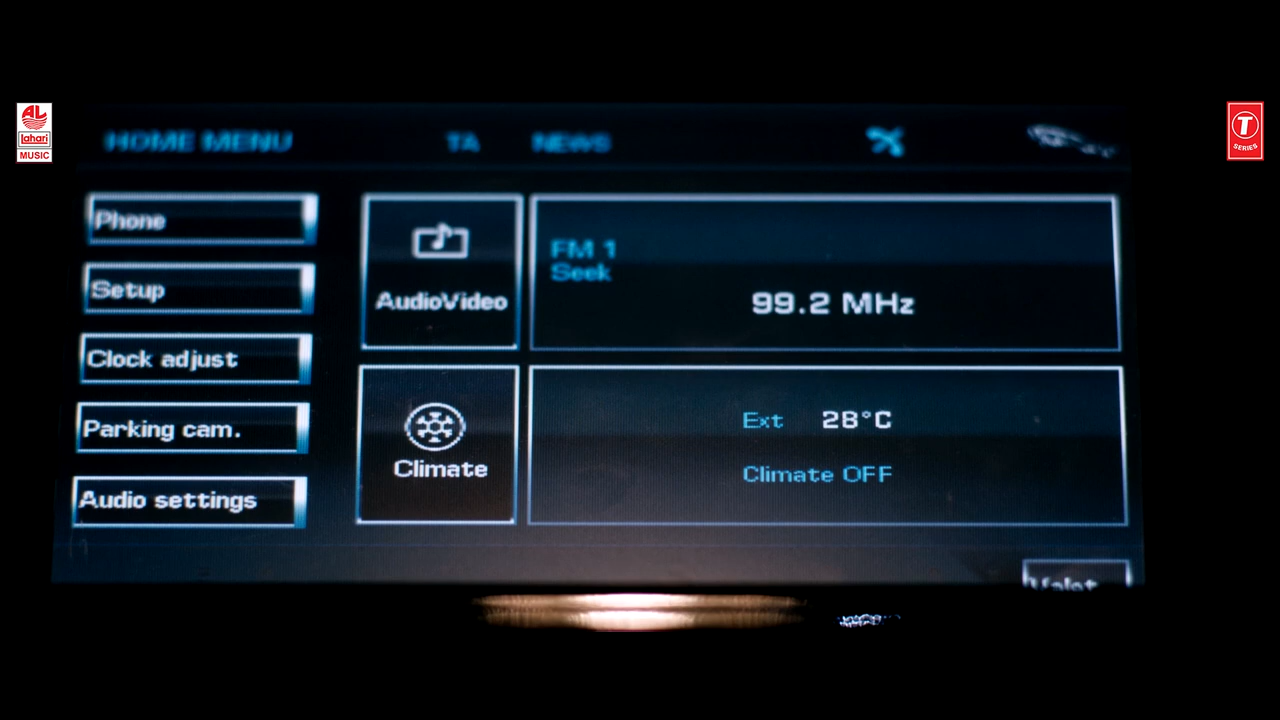 HOME MENU TA NEWS
Phone
Setup
Clock adjust
Parking cam.
Audio settings
AudioVideo
FM 1
Seek
99.2 MHz
Climate
Ext 28°C
Climate OFF
Valet
lahari
MUSIC
T
SERIES